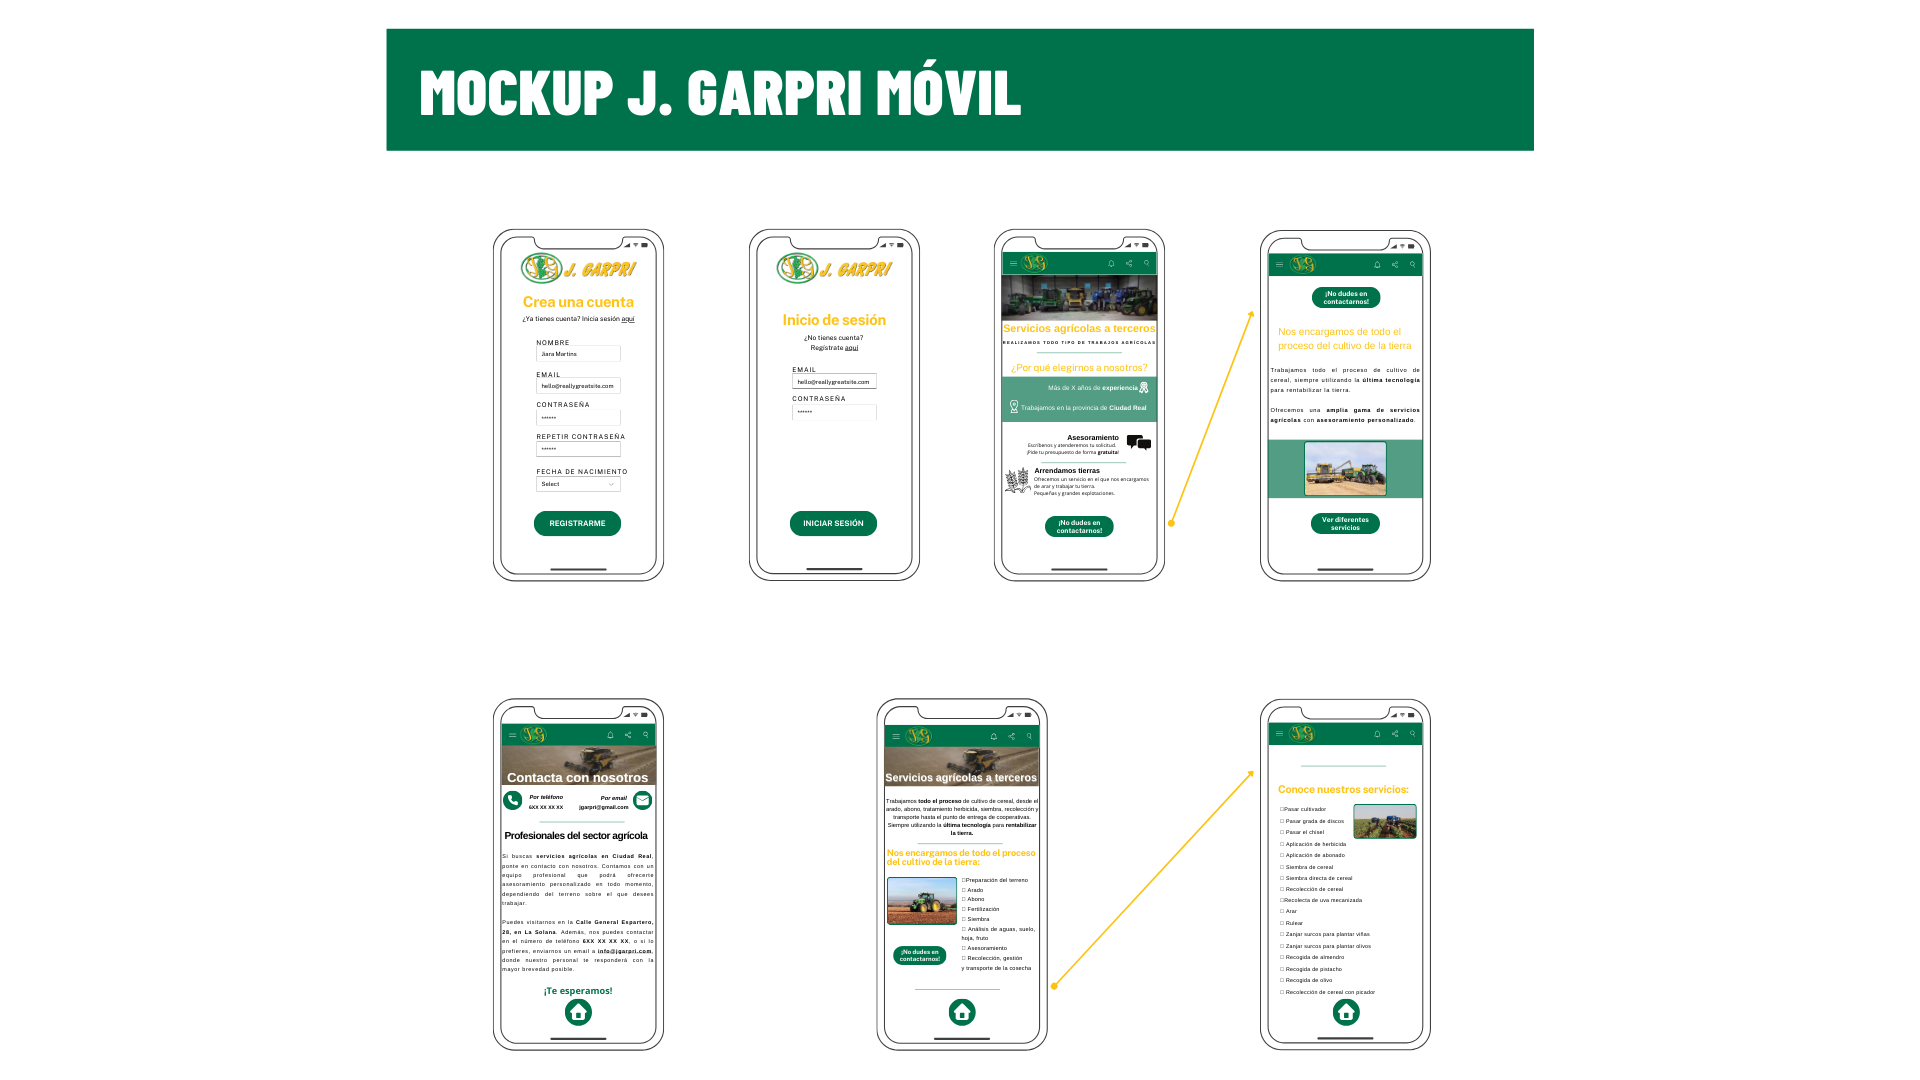 MOCKUP J. GARPRI MÓVIL
J. GARPRI
Crea una cuenta
¿Ya tienes cuenta? Inicia sesión aquí
NOMBRE
Jiara Martins
EMAIL
hello@reallygreatsite.com
CONTRASEÑA
******
REPETIR CONTRASEÑA
******
FECHA DE NACIMIENTO
Select
REGISTRARME
J. GARPRI
Inicio de sesión
¿No tienes cuenta?
Regístrate aquí
EMAIL
hello@reallygreatsite.com
CONTRASEÑA
******
INICIAR SESIÓN
JG
Servicios agrícolas a terceros
REALIZAMOS TODO TIPO DE TRABAJOS AGRÍCOLAS
¿Por qué elegirnos a nosotros?
Más de X años de experiencia
Trabajamos en la provincia de Ciudad Real
Asesoramiento
Escríbenos y atenderemos tu solicitud.
¡Pide tu presupuesto de forma gratuita!
Arrendamos tierras
Ofrecemos un servicio en el que nos encargamos
de arar y trabajar tu tierra.
Pequeñas y grandes explotaciones.
¡No dudes en
contactarnos!
JG
¡No dudes en
contactarnos!
Nos encargamos de todo el
proceso del cultivo de la tierra
Trabajamos todo el proceso de cultivo de
cereal, siempre utilizando la última tecnología
para rentabilizar la tierra.
Ofrecemos una amplia gama de servicios
agrícolas con asesoramiento personalizado.
Ver diferentes
servicios
JG
Contacta con nosotros
Por teléfono
6XX XX XX XX
Por email
jgarpri@gmail.com
Profesionales del sector agrícola
Si buscas servicios agrícolas en Ciudad Real,
ponte en contacto con nosotros. Contamos con un
equipo profesional que podrá ofrecerte
asesoramiento personalizado en todo momento,
dependiendo del terreno sobre el que desees
trabajar.
Puedes visitarnos en la Calle General Espartero,
28, en La Solana. Además, nos puedes contactar
en el número de teléfono 6XX XX XX XX, o si lo
prefieres, enviarnos un email a info@jgarpri.com,
donde nuestro personal te responderá con la
mayor brevedad posible.
¡Te esperamos!
JG
Servicios agrícolas a terceros
Trabajamos todo el proceso de cultivo de cereal, desde el
arado, abono, tratamiento herbicida, siembra, recolección y
transporte hasta el punto de entrega de cooperativas.
Siempre utilizando la última tecnología para rentabilizar
la tierra.
Nos encargamos de todo el proceso
del cultivo de la tierra:
☐Preparación del terreno
☐ Arado
☐ Abono
☐ Fertilización
☐ Siembra
☐ Análisis de aguas, suelo,
hoja, fruto
☐ Asesoramiento
☐ Recolección, gestión
y transporte de la cosecha
¡No dudes en
contactarnos!
JG
Conoce nuestros servicios:
☐Pasar cultivador
☐ Pasar grada de discos
☐ Pasar el chisel
☐ Aplicación de herbicida
☐ Aplicación de abonado
☐ Siembra de cereal
☐ Siembra directa de cereal
☐ Recolección de cereal
☐Recolecta de uva mecanizada
☐ Arar
☐ Rulear
☐ Zanjar surcos para plantar viñas
☐ Zanjar surcos para plantar olivos
☐ Recogida de almendro
☐ Recogida de pistacho
☐ Recogida de olivo
☐ Recolección de cereal con picador